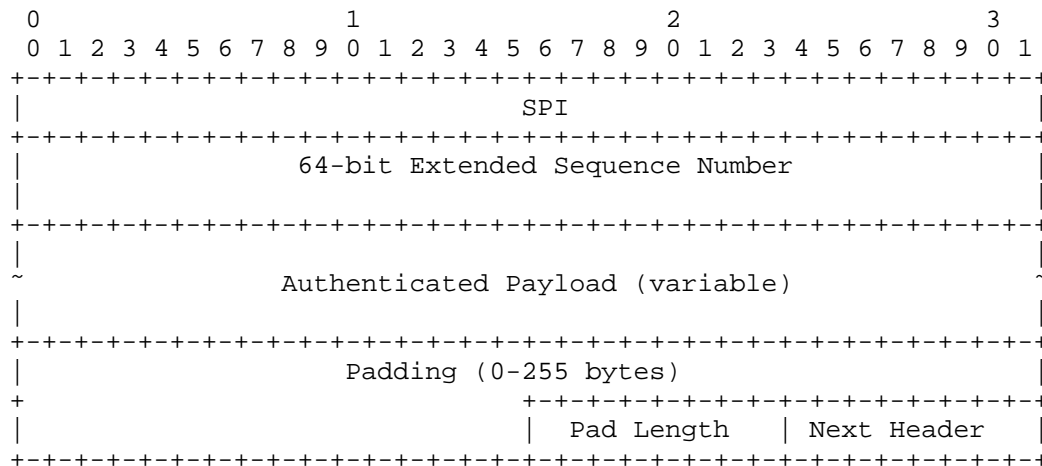 0                   1                   2                   3
0 1 2 3 4 5 6 7 8 9 0 1 2 3 4 5 6 7 8 9 0 1 2 3 4 5 6 7 8 9 0 1
+-+-+-+-+-+-+-+-+-+-+-+-+-+-+-+-+-+-+-+-+-+-+-+-+-+-+-+-+-+-+-+-+
|                               SPI                             |
+-+-+-+-+-+-+-+-+-+-+-+-+-+-+-+-+-+-+-+-+-+-+-+-+-+-+-+-+-+-+-+-+
|                 64-bit Extended Sequence Number               |
|                                                               |
+-+-+-+-+-+-+-+-+-+-+-+-+-+-+-+-+-+-+-+-+-+-+-+-+-+-+-+-+-+-+-+-+
|                                                               |
~                Authenticated Payload (variable)               ~
|                                                               |
+-+-+-+-+-+-+-+-+-+-+-+-+-+-+-+-+-+-+-+-+-+-+-+-+-+-+-+-+-+-+-+-+
|                    Padding (0-255 bytes)                      |
+                               +-+-+-+-+-+-+-+-+-+-+-+-+-+-+-+-+
|                               |  Pad Length   | Next Header   |
+-+-+-+-+-+-+-+-+-+-+-+-+-+-+-+-+-+-+-+-+-+-+-+-+-+-+-+-+-+-+-+-+